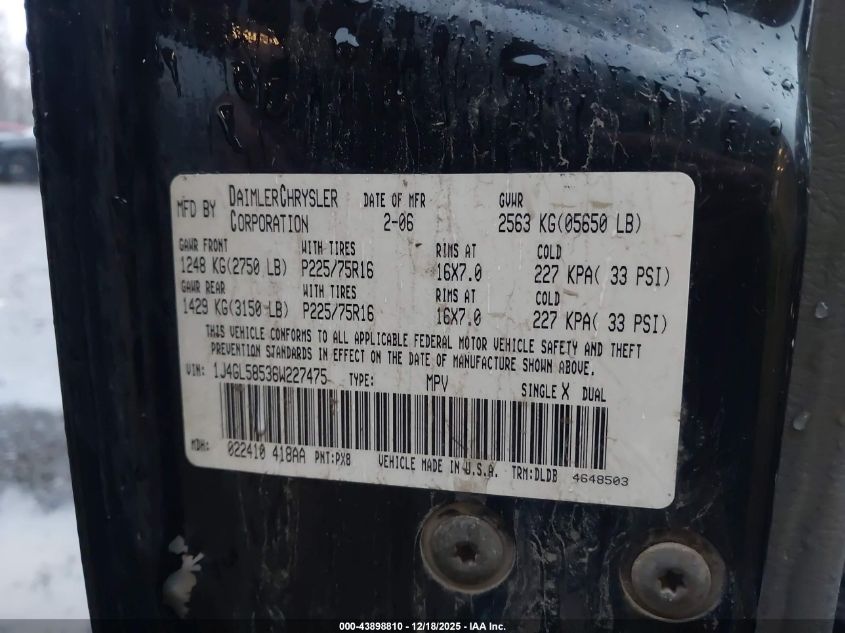 MFD BY DAIMLERCHRYSLER CORPORATION DATE OF MFR 2-06 GVWR 2563 KG(05650 LB)
GAWR FRONT WITH TIRES RIMS AT COLD
1248 KG(2750 LB) P225/75R16 16X7.0 227 KPA( 33 PSI)
GAWR REAR WITH TIRES RIMS AT COLD
1429 KG(3150 LB) P225/75R16 16X7.0 227 KPA( 33 PSI)
THIS VEHICLE CONFORMS TO ALL APPLICABLE FEDERAL MOTOR VEHICLE SAFETY AND THEFT
PREVENTION STANDARDS IN EFFECT ON THE DATE OF MANUFACTURE SHOWN ABOVE.
VIN: 1J4GL58536W227475 TYPE: MPV SINGLE X DUAL
MDH: 022410 418AA PNT:PXB VEHICLE MADE IN U.S.A. TRM:DLDB 4648503
000-43898810 - 12/18/2025 - IAA Inc.